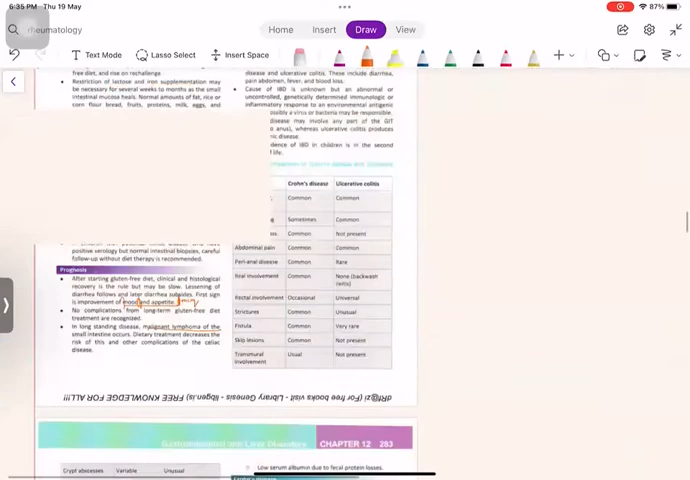 6:35 PM Thu 19 May
87%
rheumatology
Home
Insert
Draw
View
Text Mode
Lasso Select
Insert Space
free diet, and rise on rechallenge.
Restriction of lactose and iron supplementation may
be necessary for several weeks to months as the small
intestinal mucosa heals. Normal amounts of fat, rice or
corn flour bread, fruits, proteins, milk, eggs, and
positive serology but normal intestinal biopsies, careful
follow-up without diet therapy is recommended.
Prognosis
After starting gluten-free diet, clinical and histological
recovery is the rule but may be slow. Lessening of
diarrhea follows and later diarrhea subsides. First sign
is improvement of mood and appetite.
No complications from long-term gluten-free diet
treatment are recognized.
In long standing disease, malignant lymphoma of the
small intestine occurs. Dietary treatment decreases the
risk of this and other complications of the celiac
disease.
disease and ulcerative colitis. These include diarrhea,
pain abdomen, fever, and blood loss.
Cause of IBD is unknown but an abnormal or
uncontrolled, genetically determined immunologic or
inflammatory response to an environmental antigenic
possibly a virus or bacteria may be responsible.
disease may involve any part of the GIT
anus), whereas ulcerative colitis produces
disease.
dence of IBD in children is in the second
life.
Crohn's disease Ulcerative colitis
Common Common
Sometimes Common
Common Not present
Abdominal pain Common Common
Peri-anal disease Common Rare
Ileal involvement Common None (backwash
Rectal involvement Occasional Universal
Strictures Common Unusual
Fistula Common Very rare
Skip lesions Common Not present
Transmural Usual Not present
involvement
dRf@zi (For free books visit - Library Genesis - libgen.is) FREE KNOWLEDGE FOR ALL!!!
Gastrointestinal and Liver Disorders CHAPTER 12 283
Crypt abscesses Variable Unusual
Low serum albumin due to fecal protein losses.